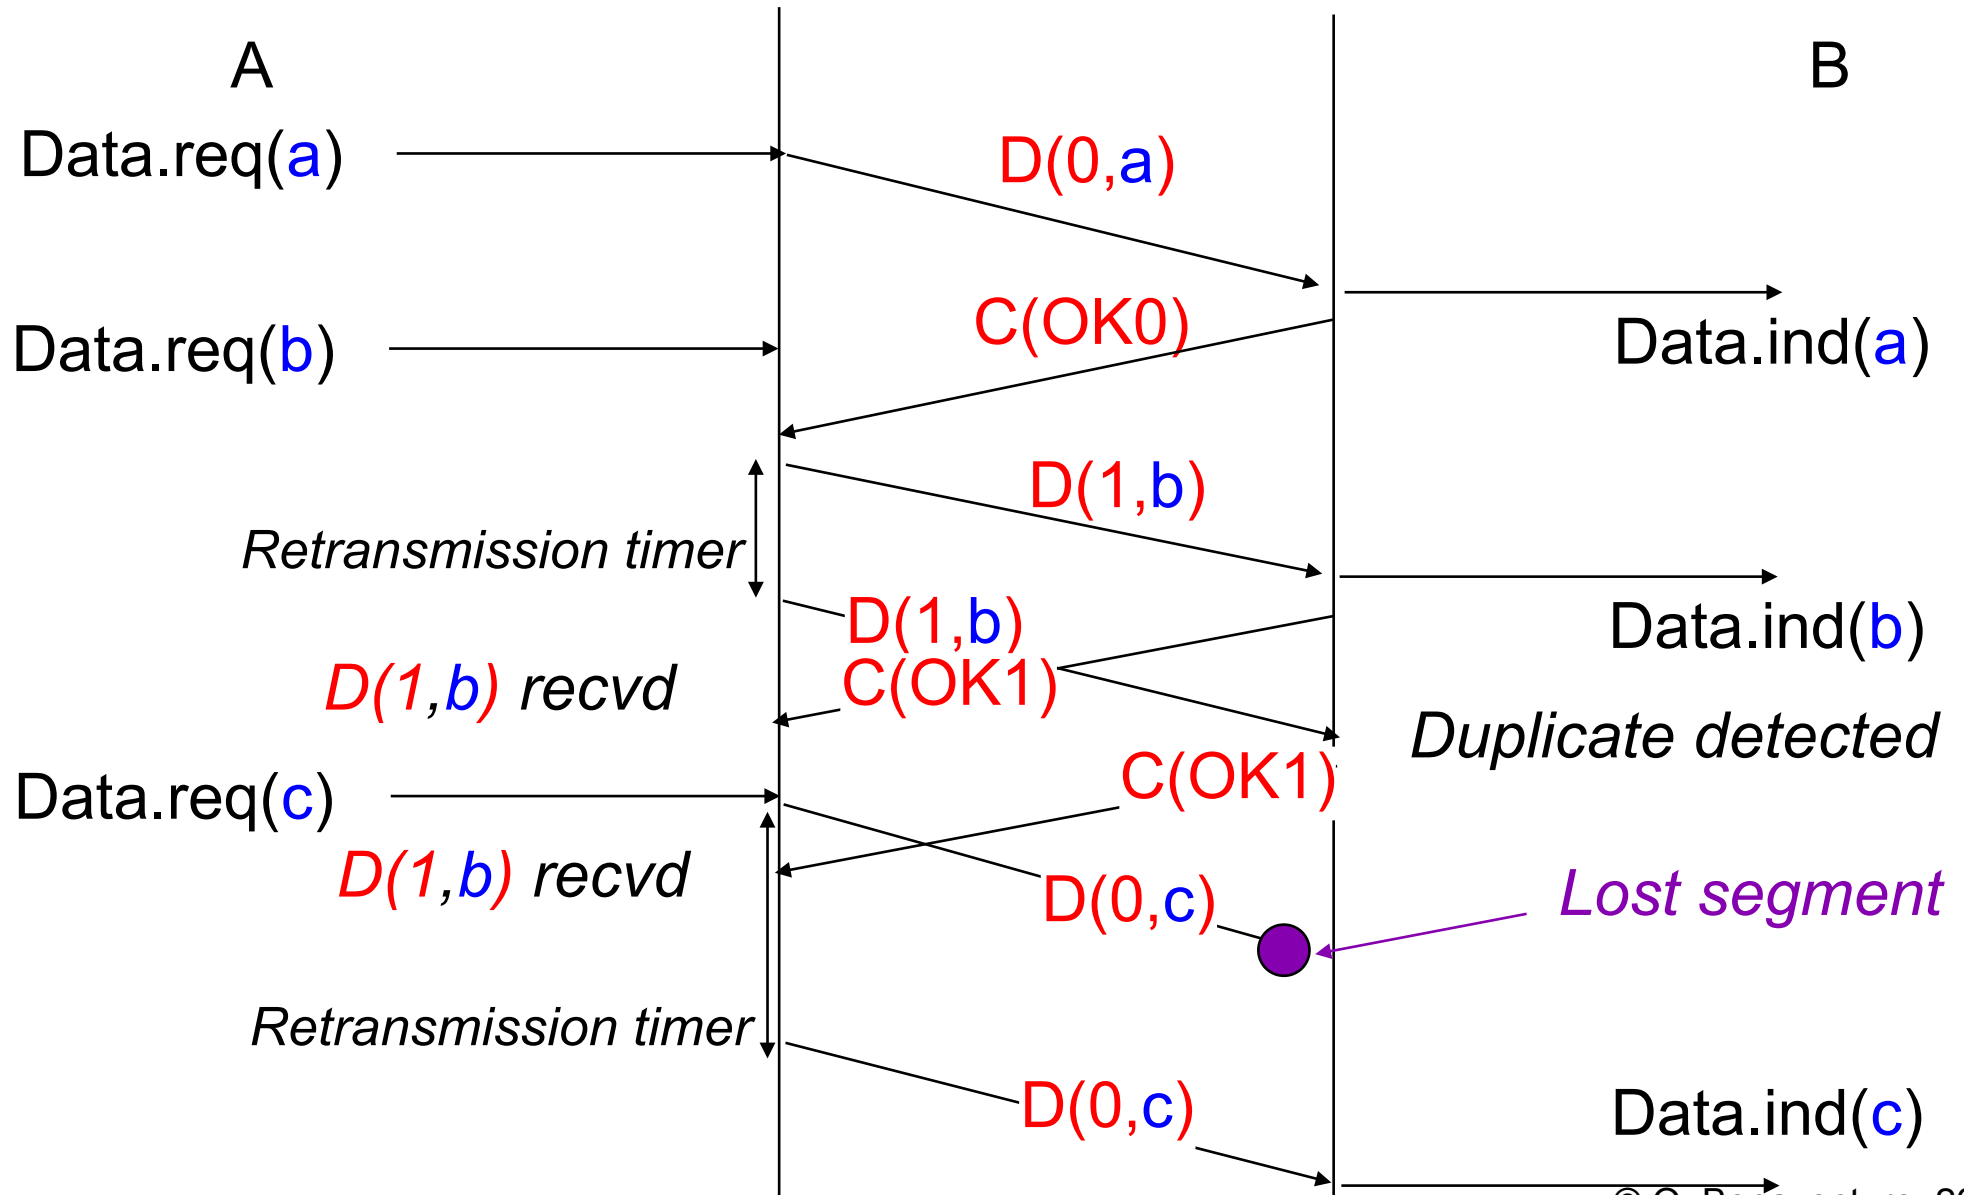 A
B
Data.req(a)
D(0,a)
C(OK0)
Data.ind(a)
Data.req(b)
D(1,b)
Retransmission timer
D(1,b)
Data.ind(b)
D(1,b) recvd
C(OK1)
Duplicate detected
C(OK1)
Data.req(c)
D(1,b) recvd
D(0,c)
Lost segment
Retransmission timer
D(0,c)
Data.ind(c)